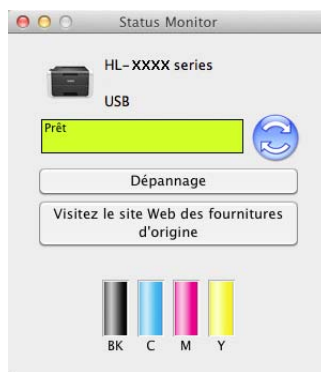 Status Monitor
HL-XXXX series
USB
Prêt
Dépannage
Visitez le site Web des fournitures
d'origine
BK C M Y